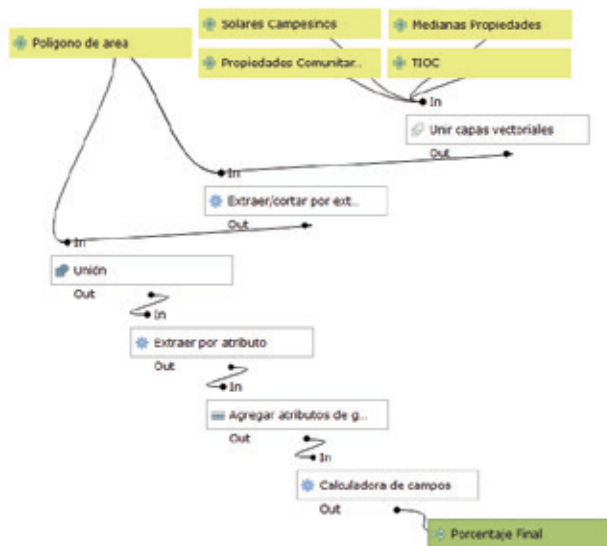 Solares Campesinos
Medianas Propiedades
Poligono de area
Propiedades Comunitar..
TIOC
In
Unir capas vectoriales
Out
In
Extraer/cortar por ext...
Out
In
Unión
Out
In
Extraer por atributo
Out
In
Agregar atributos de g...
Out
In
Calculadora de campos
Out
Porcentaje Final